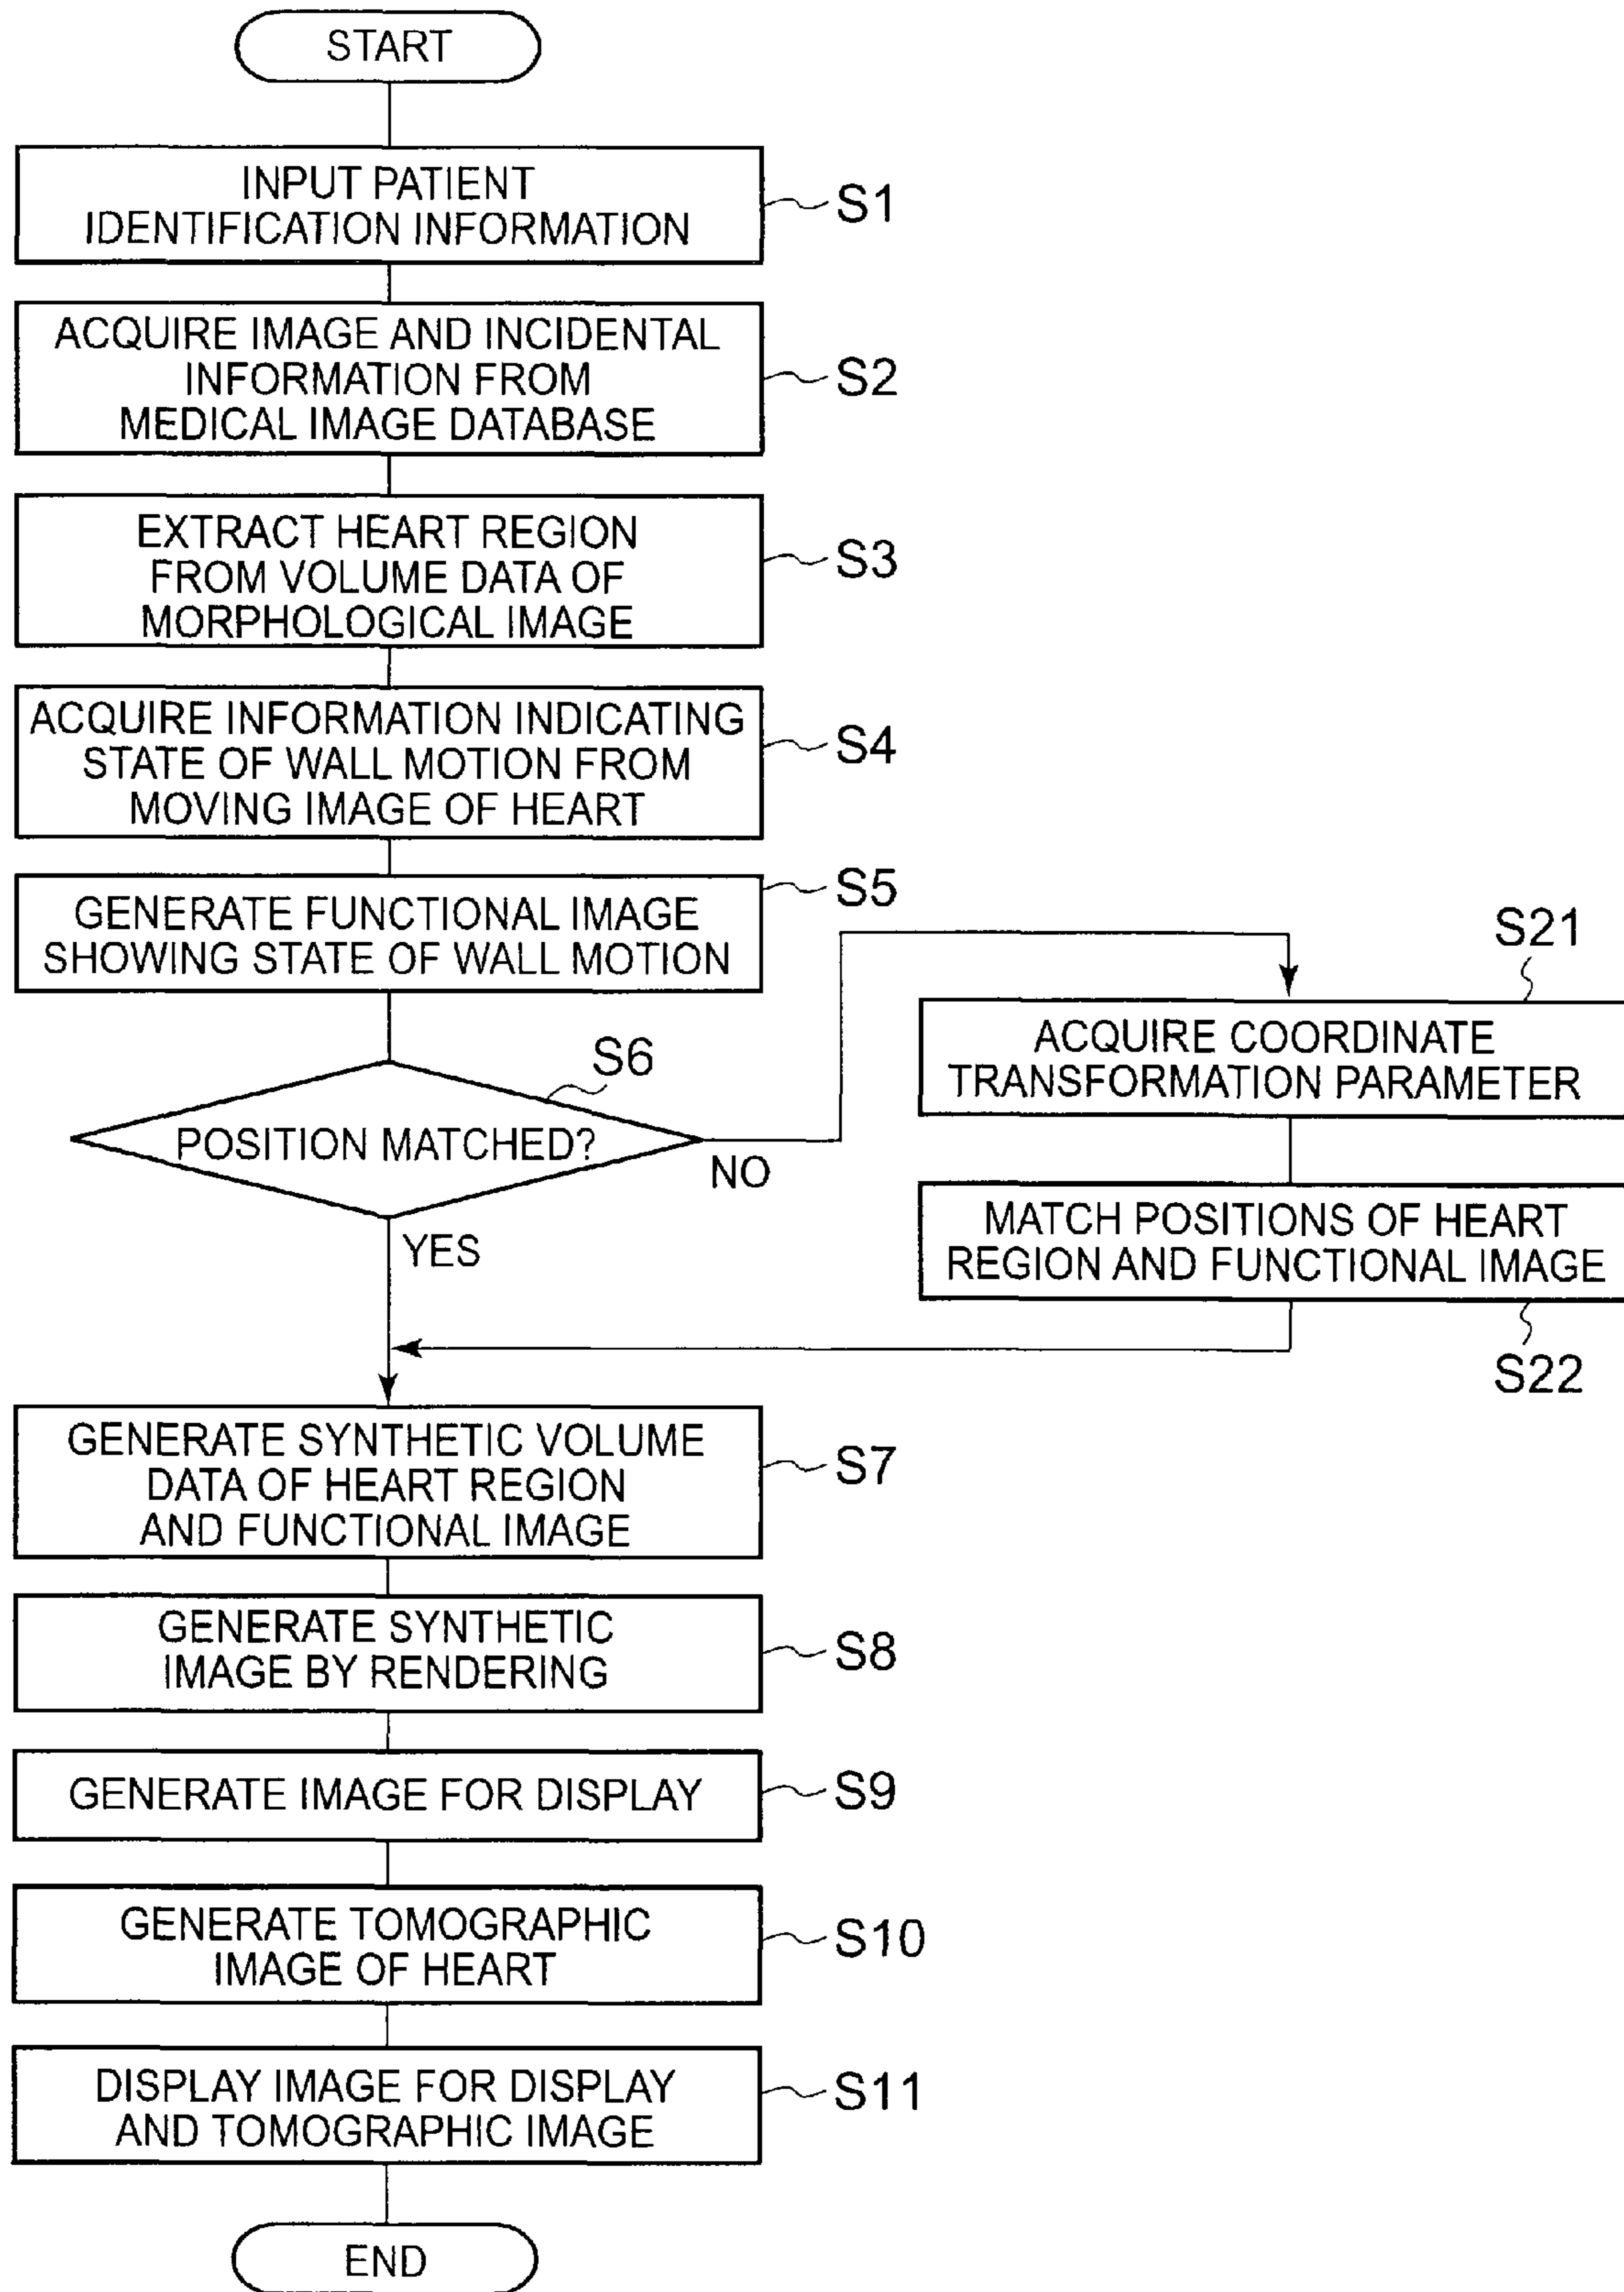 START
INPUT PATIENT
IDENTIFICATION INFORMATION
S1
ACQUIRE IMAGE AND INCIDENTAL
INFORMATION FROM
MEDICAL IMAGE DATABASE
S2
EXTRACT HEART REGION
FROM VOLUME DATA OF
MORPHOLOGICAL IMAGE
S3
ACQUIRE INFORMATION INDICATING
STATE OF WALL MOTION FROM
MOVING IMAGE OF HEART
S4
GENERATE FUNCTIONAL IMAGE
SHOWING STATE OF WALL MOTION
S5
S6
POSITION MATCHED?
NO
YES
S21
ACQUIRE COORDINATE
TRANSFORMATION PARAMETER
MATCH POSITIONS OF HEART
REGION AND FUNCTIONAL IMAGE
S22
GENERATE SYNTHETIC VOLUME
DATA OF HEART REGION
AND FUNCTIONAL IMAGE
S7
GENERATE SYNTHETIC
IMAGE BY RENDERING
S8
GENERATE IMAGE FOR DISPLAY
S9
GENERATE TOMOGRAPHIC
IMAGE OF HEART
S10
DISPLAY IMAGE FOR DISPLAY
AND TOMOGRAPHIC IMAGE
S11
END